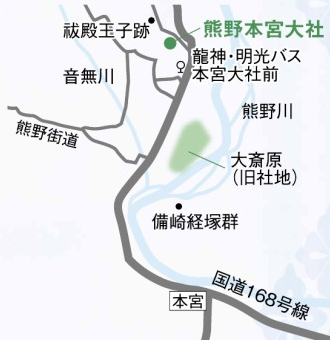 祓殿王子跡
熊野本宮大社
龍神・明光バス
本宮大社前
音無川
熊野川
熊野街道
大斎原
（旧社地）
備崎経塚群
国道168号線
本宮